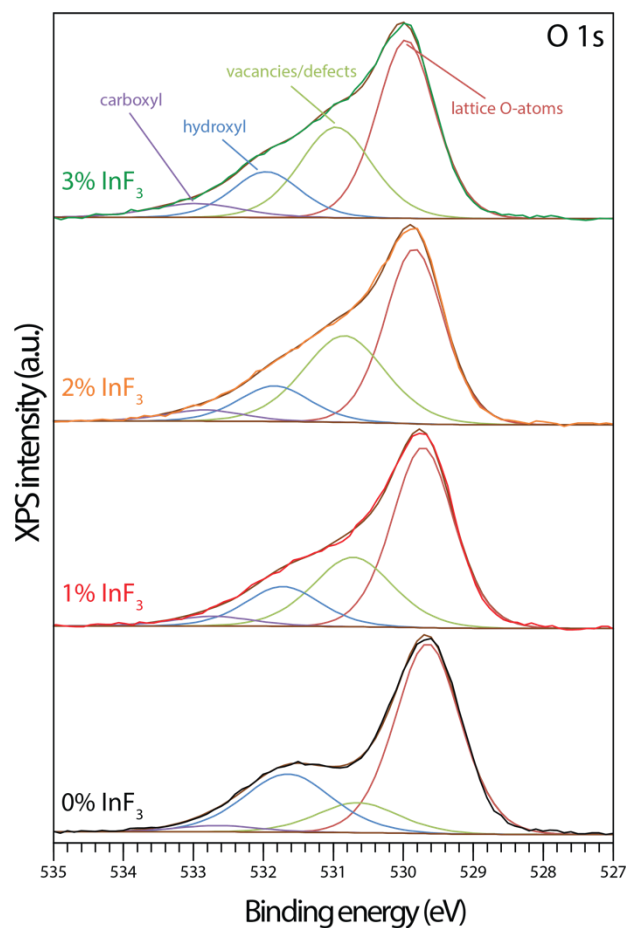 O 1s
vacancies/defects
carboxyl
lattice O-atoms
hydroxyl
3% InF₃
2% InF₃
1% InF₃
0% InF₃
XPS intensity (a.u.)
535 534 533 532 531 530 529 528 527
Binding energy (eV)